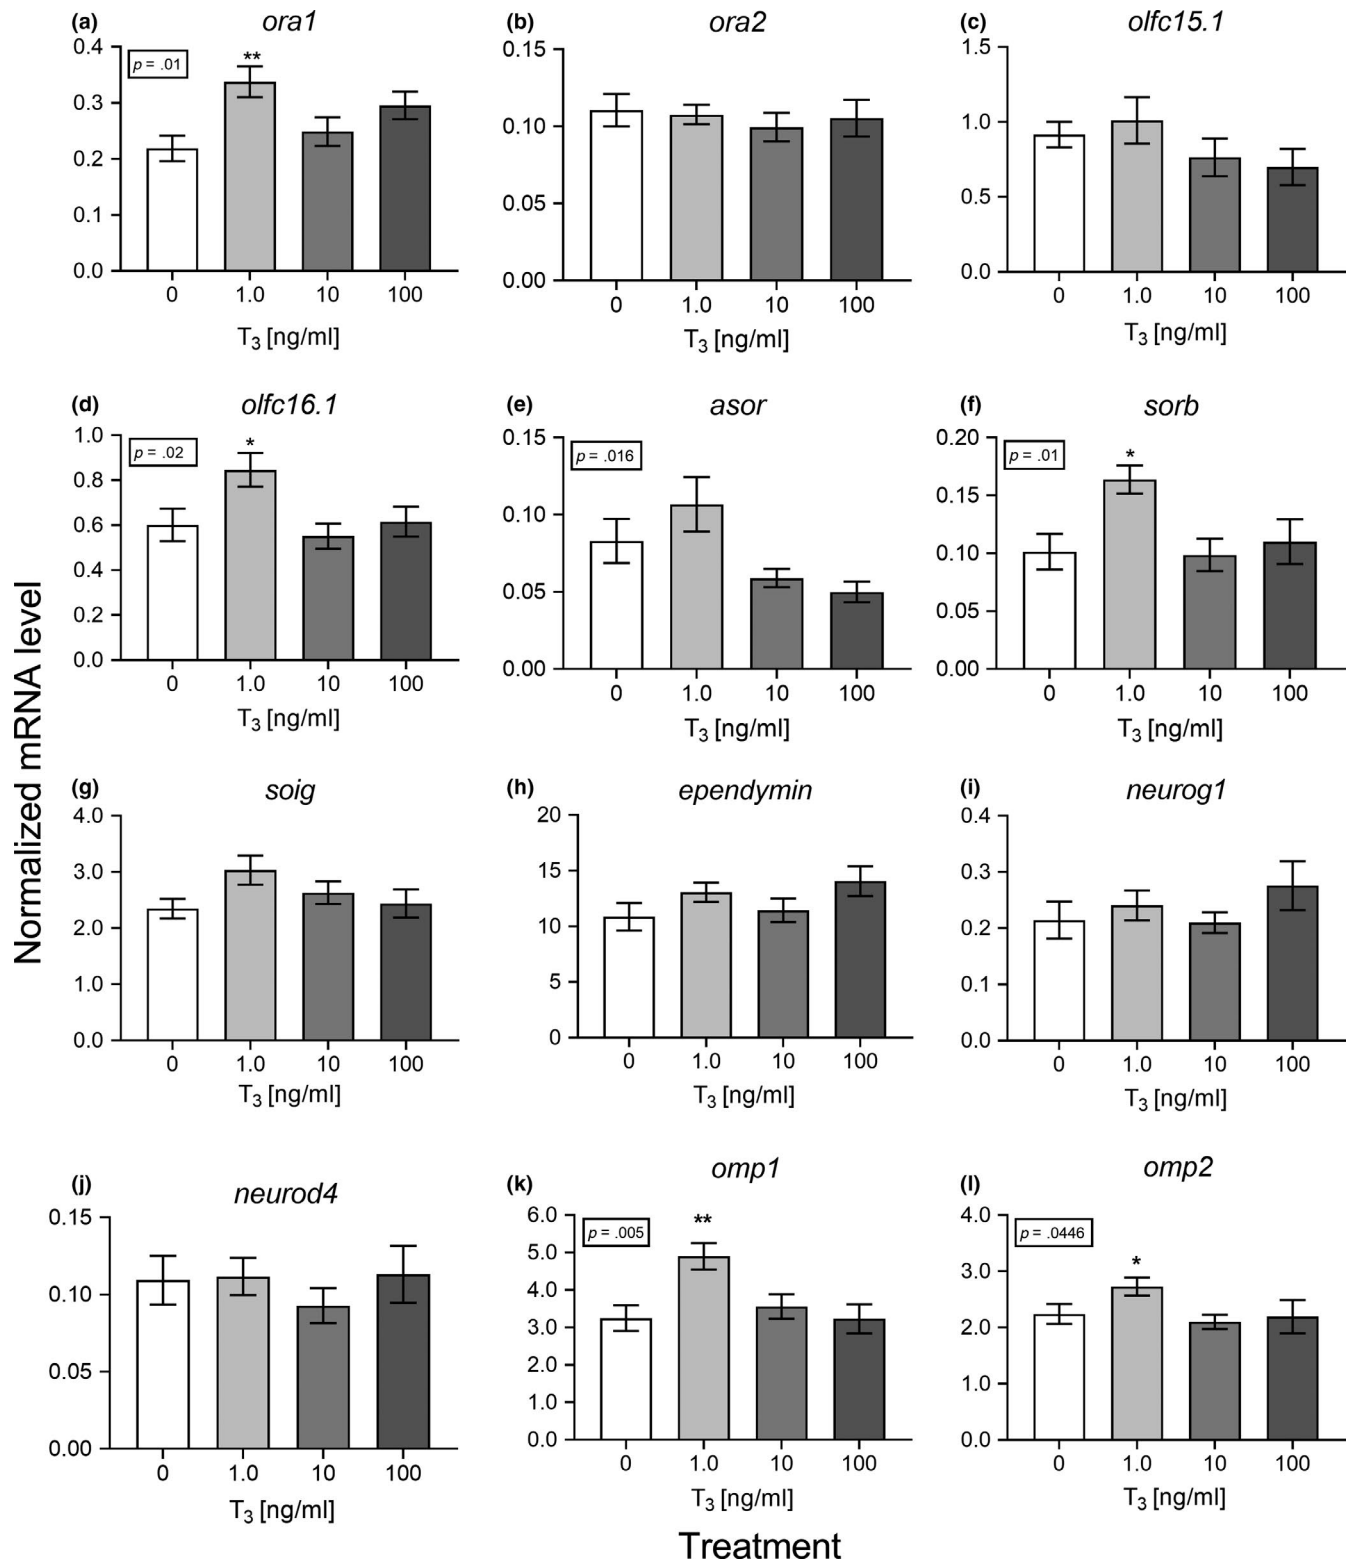 Normalized mRNA level
(a) ora1
p = .01
**
0.4
0.3
0.2
0.1
0.0
0 1.0 10 100
T3 [ng/ml]
(b) ora2
0.15
0.10
0.05
0.00
0 1.0 10 100
T3 [ng/ml]
(c) olfc15.1
1.5
1.0
0.5
0.0
0 1.0 10 100
T3 [ng/ml]
(d) olfc16.1
p = .02
*
1.0
0.8
0.6
0.4
0.2
0.0
0 1.0 10 100
T3 [ng/ml]
(e) asor
p = .016
0.15
0.10
0.05
0.00
0 1.0 10 100
T3 [ng/ml]
(f) sorb
p = .01
*
0.20
0.15
0.10
0.05
0.00
0 1.0 10 100
T3 [ng/ml]
(g) soig
4.0
3.0
2.0
1.0
0.0
0 1.0 10 100
T3 [ng/ml]
(h) ependymin
20
15
10
5
0
0 1.0 10 100
T3 [ng/ml]
(i) neurog1
0.4
0.3
0.2
0.1
0.0
0 1.0 10 100
T3 [ng/ml]
(j) neurod4
0.15
0.10
0.05
0.00
0 1.0 10 100
T3 [ng/ml]
(k) omp1
p = .005
**
6.0
5.0
4.0
3.0
2.0
1.0
0.0
0 1.0 10 100
T3 [ng/ml]
(l) omp2
p = .0446
*
4.0
3.0
2.0
1.0
0.0
0 1.0 10 100
T3 [ng/ml]
Treatment